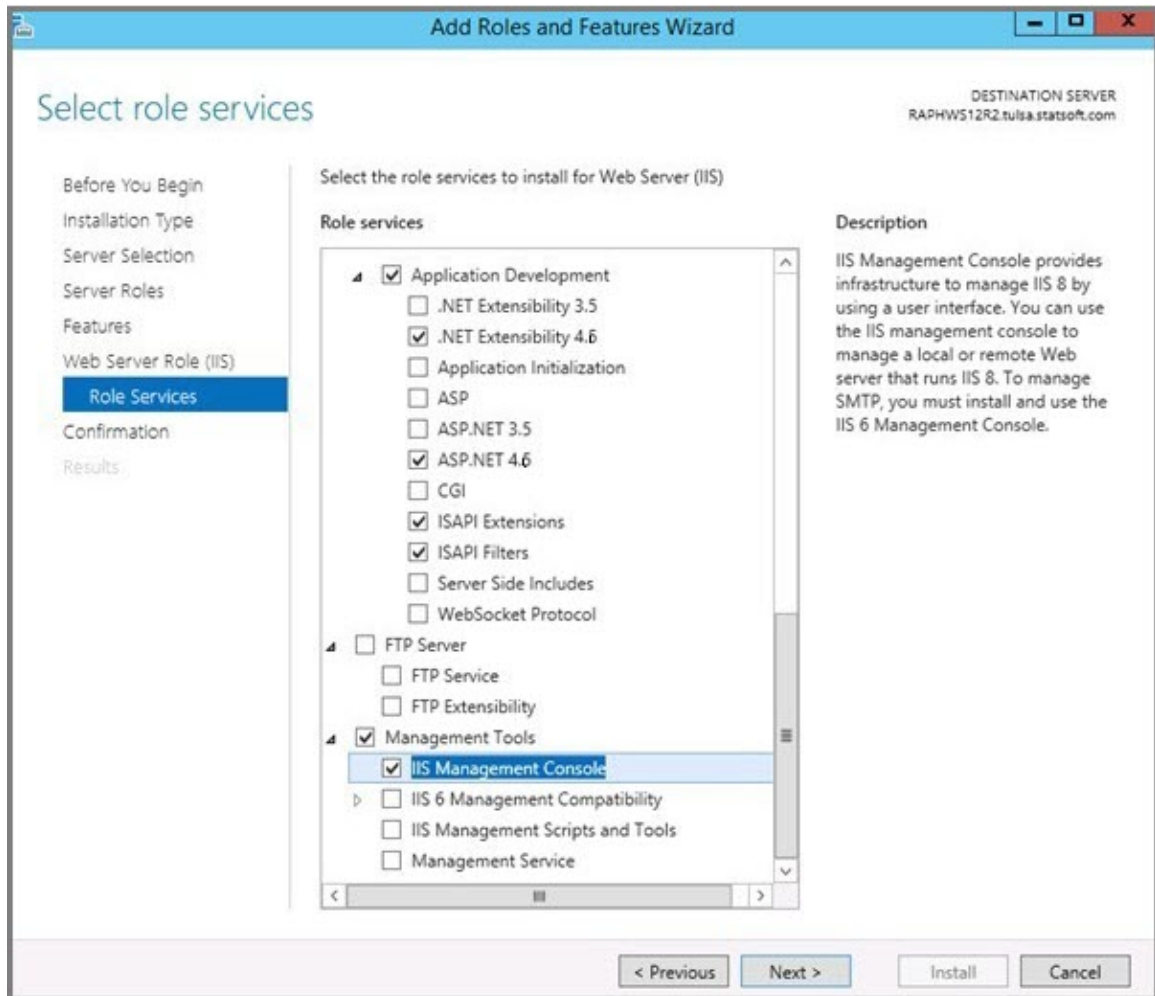 Add Roles and Features Wizard
Select role services
DESTINATION SERVER
RAPHWS12R2.tulsa.statsoft.com
Before You Begin
Installation Type
Server Selection
Server Roles
Features
Web Server Role (IIS)
Role Services
Confirmation
Results
Select the role services to install for Web Server (IIS)
Role services
Application Development
.NET Extensibility 3.5
.NET Extensibility 4.6
Application Initialization
ASP
ASP.NET 3.5
ASP.NET 4.6
CGI
ISAPI Extensions
ISAPI Filters
Server Side Includes
WebSocket Protocol
FTP Server
FTP Service
FTP Extensibility
Management Tools
IIS Management Console
IIS 6 Management Compatibility
IIS Management Scripts and Tools
Management Service
Description
IIS Management Console provides
infrastructure to manage IIS 8 by
using a user interface. You can use
the IIS management console to
manage a local or remote Web
server that runs IIS 8. To manage
SMTP, you must install and use the
IIS 6 Management Console.
< Previous
Next >
Install
Cancel